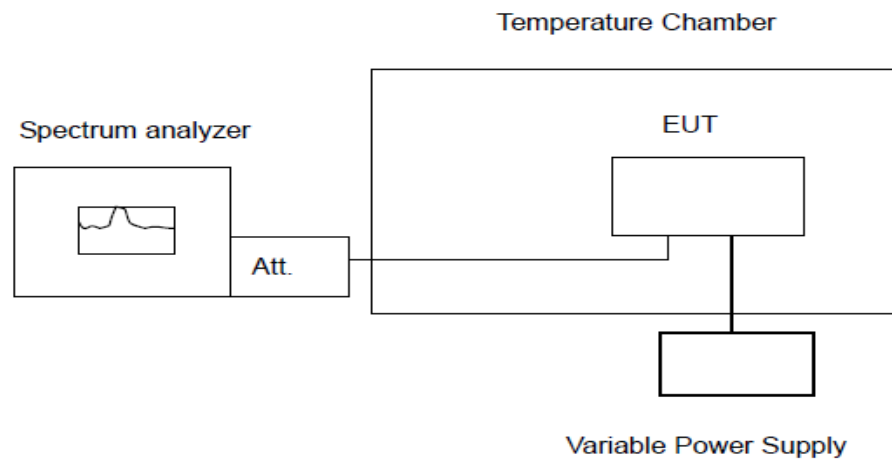 Temperature Chamber
Spectrum analyzer
EUT
Att.
Variable Power Supply